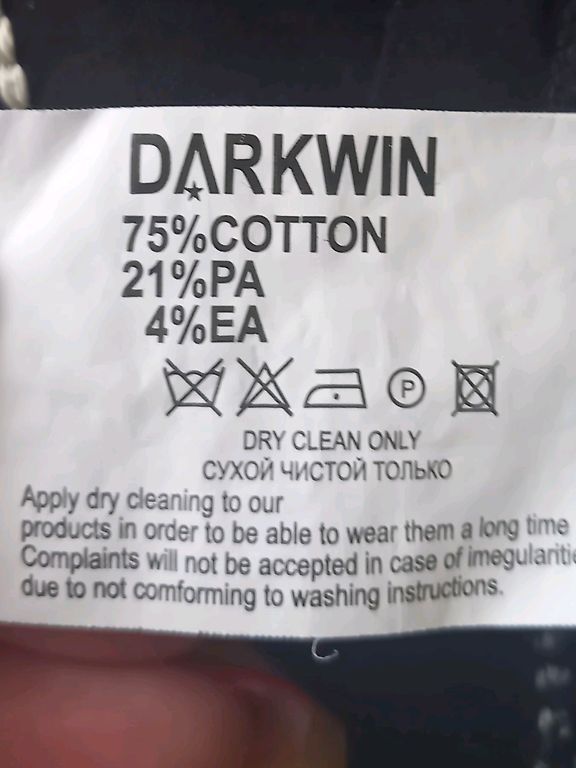 DARKWIN
75%COTTON
21%PA
4%EA
P
DRY CLEAN ONLY
СУХОЙ ЧИСТОЙ ТОЛЬКО
Apply dry cleaning to our
products in order to be able to wear them a long time
Complaints will not be accepted in case of imegularitie
due to not comforming to washing instructions.